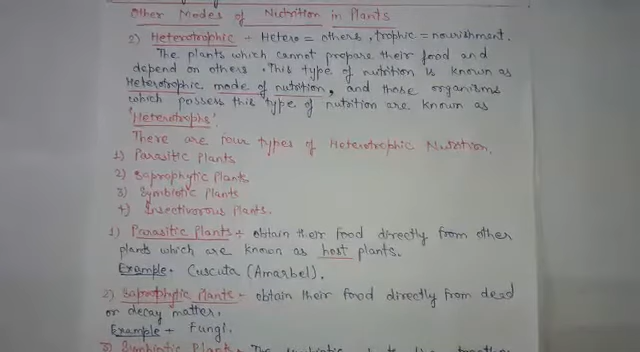 Other Modes of Nutrition in Plants
2) Heterotrophic ÷ Hetero = others, trophic = nourishment.
The plants which cannot prepare their food and
depend on others. This type of nutrition is known as
Heterotrophic mode of nutrition, and those organisms
which possess this type of nutrition are known as
'Heterotrophs'.
There are four types of Heterotrophic Nutrition.
1) Parasitic Plants
2) Saprophytic Plants
3) Symbiotic Plants
4) Insectivorous Plants.
1) Parasitic Plants ÷ obtain their food directly from other
plants which are known as host plants.
Example - Cuscuta (Amarbel).
2) Saprophytic Plants - obtain their food directly from dead
or decay matter.
Example ÷ Fungi.
3) Symbiotic Plant